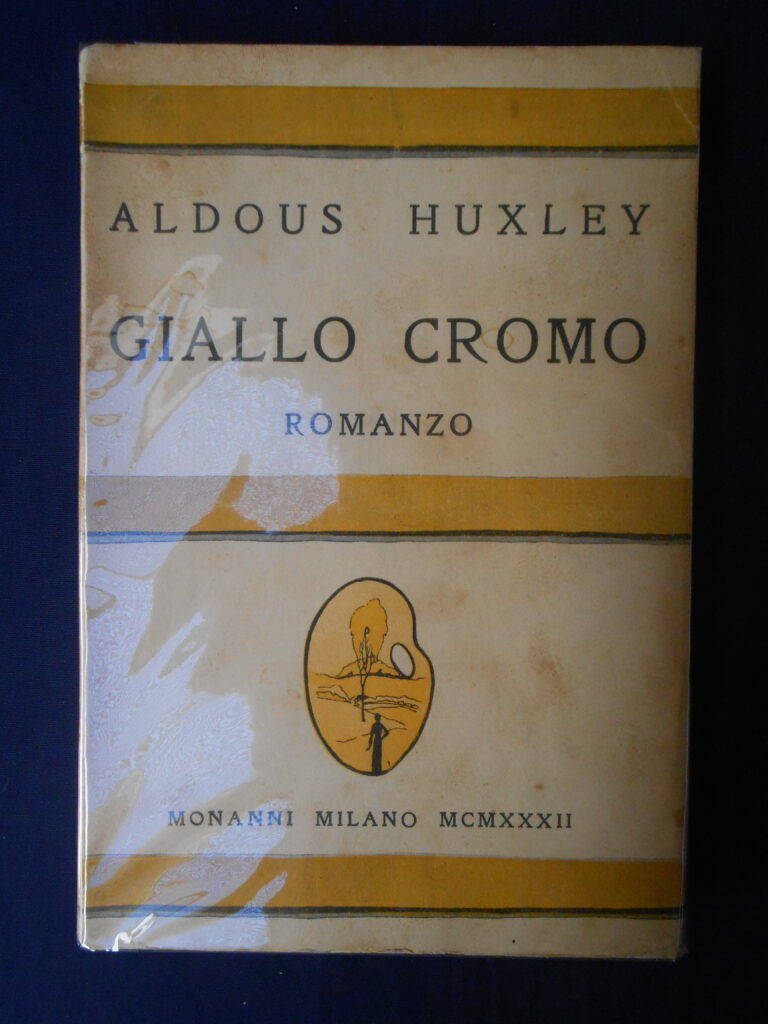 ALDOUS HUXLEY
GIALLO CROMO
ROMANZO
MONANNI MILANO MCMXXXII